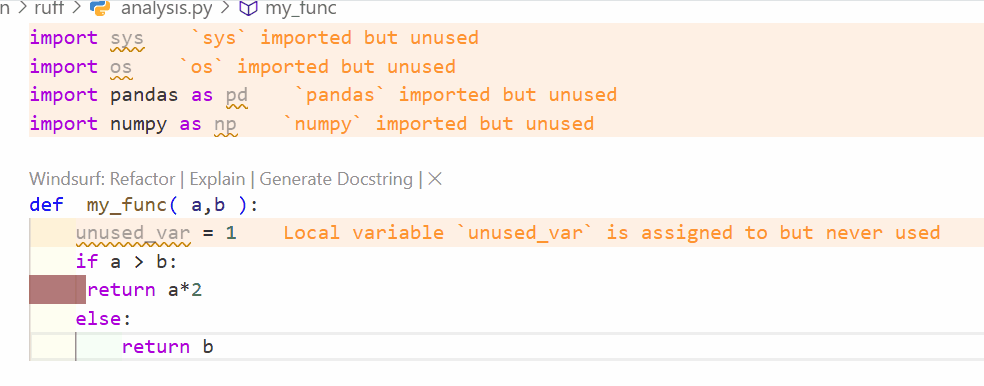 n > ruff > analysis.py > my_func
import sys `sys` imported but unused
import os `os` imported but unused
import pandas as pd `pandas` imported but unused
import numpy as np `numpy` imported but unused
Windsurf: Refactor | Explain | Generate Docstring | ×
def  my_func( a,b ):
    unused_var = 1 Local variable `unused_var` is assigned to but never used
    if a > b:
     return a*2
    else:
        return b